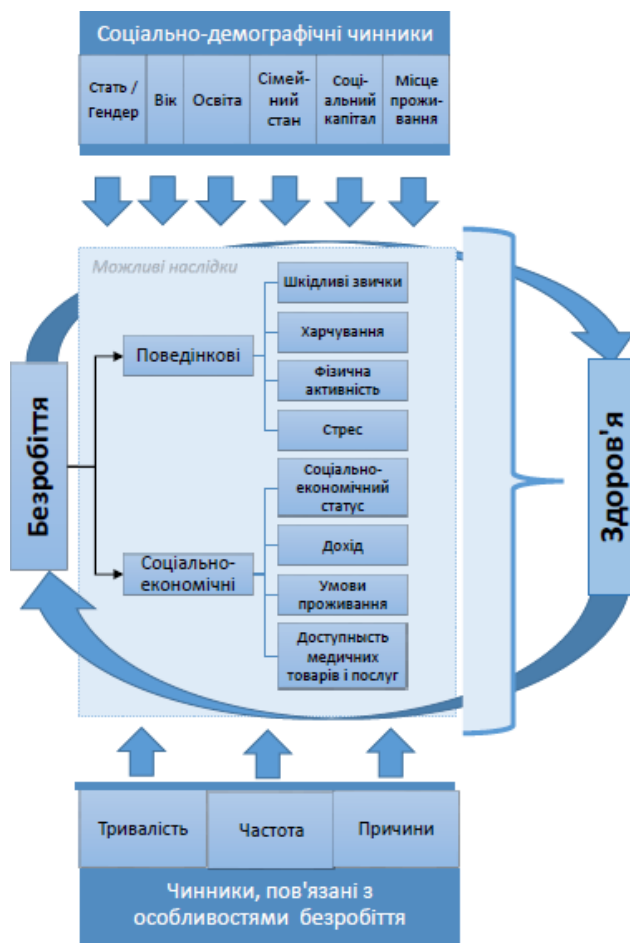 Соціально-демографічні чинники
Стать /
Гендер
Вік
Освіта
Сімей-
ний
стан
Соці-
альний
капітал
Місце
прожи-
вання
Можливі наслідки
Шкідливі звички
Харчування
Поведінкові
Фізична
активність
Стрес
Безробіття
Здоров'я
Соціально-
економічний
статус
Дохід
Соціально-
економічні
Умови
проживання
Доступнысть
медичних
товарів і послуг
Тривалість
Частота
Причини
Чинники, пов'язані з
особливостями безробіття